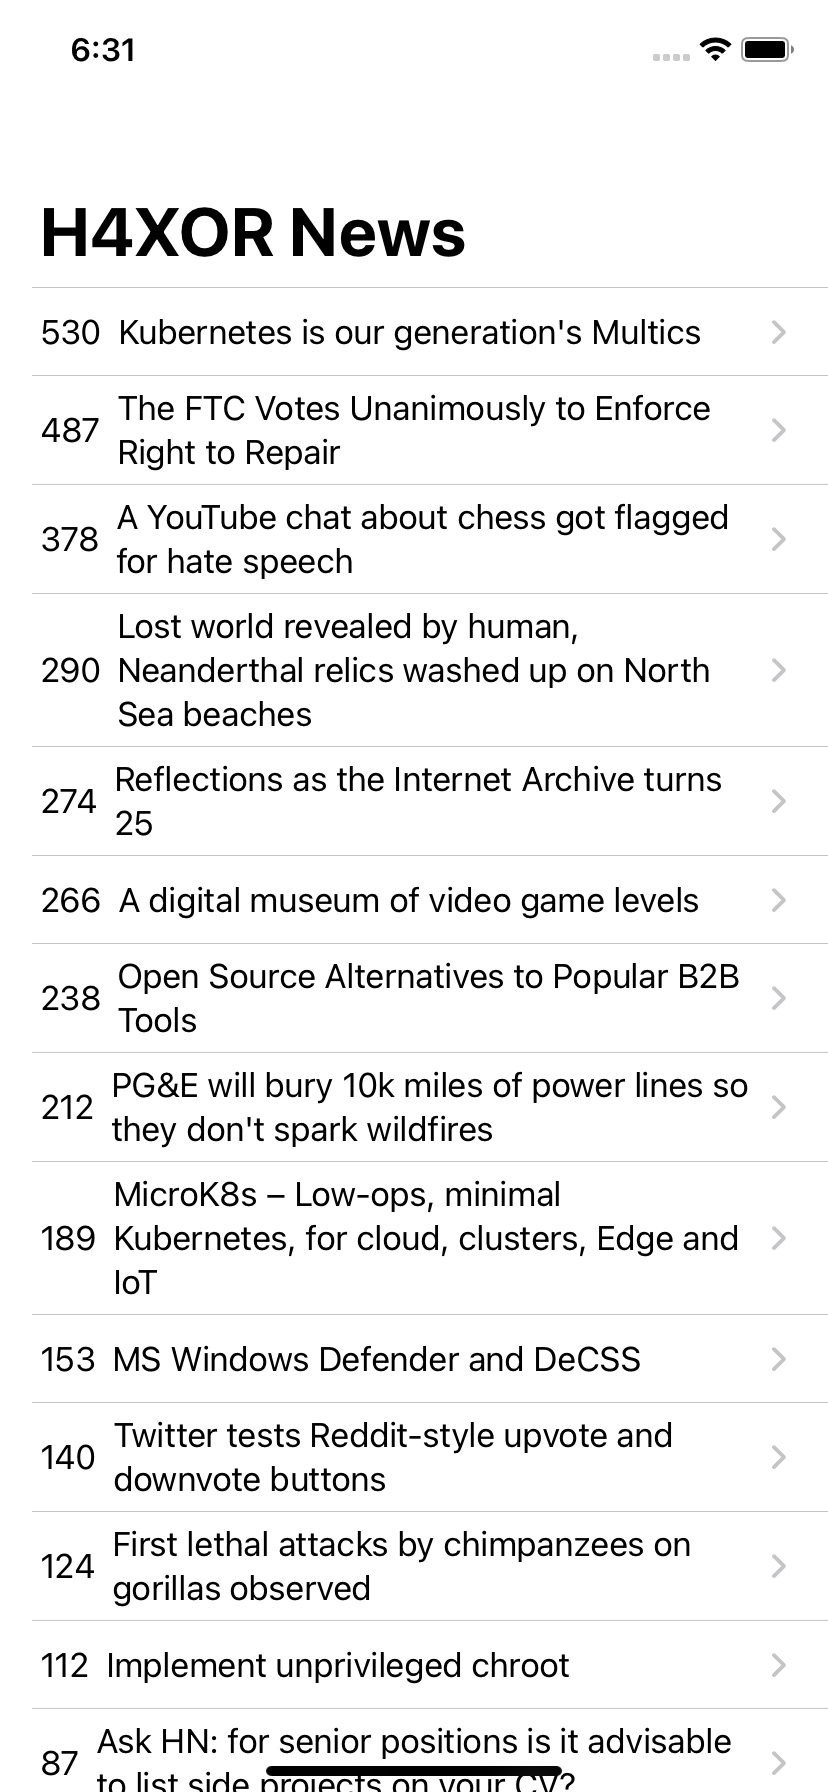 6:31
H4XOR News
530 Kubernetes is our generation's Multics
487 The FTC Votes Unanimously to Enforce
Right to Repair
378 A YouTube chat about chess got flagged
for hate speech
Lost world revealed by human,
290 Neanderthal relics washed up on North
Sea beaches
274 Reflections as the Internet Archive turns
25
266 A digital museum of video game levels
238 Open Source Alternatives to Popular B2B
Tools
212 PG&E will bury 10k miles of power lines so
they don't spark wildfires
MicroK8s – Low-ops, minimal
189 Kubernetes, for cloud, clusters, Edge and
IoT
153 MS Windows Defender and DeCSS
140 Twitter tests Reddit-style upvote and
downvote buttons
124 First lethal attacks by chimpanzees on
gorillas observed
112 Implement unprivileged chroot
87 Ask HN: for senior positions is it advisable
to list side projects on your CV?